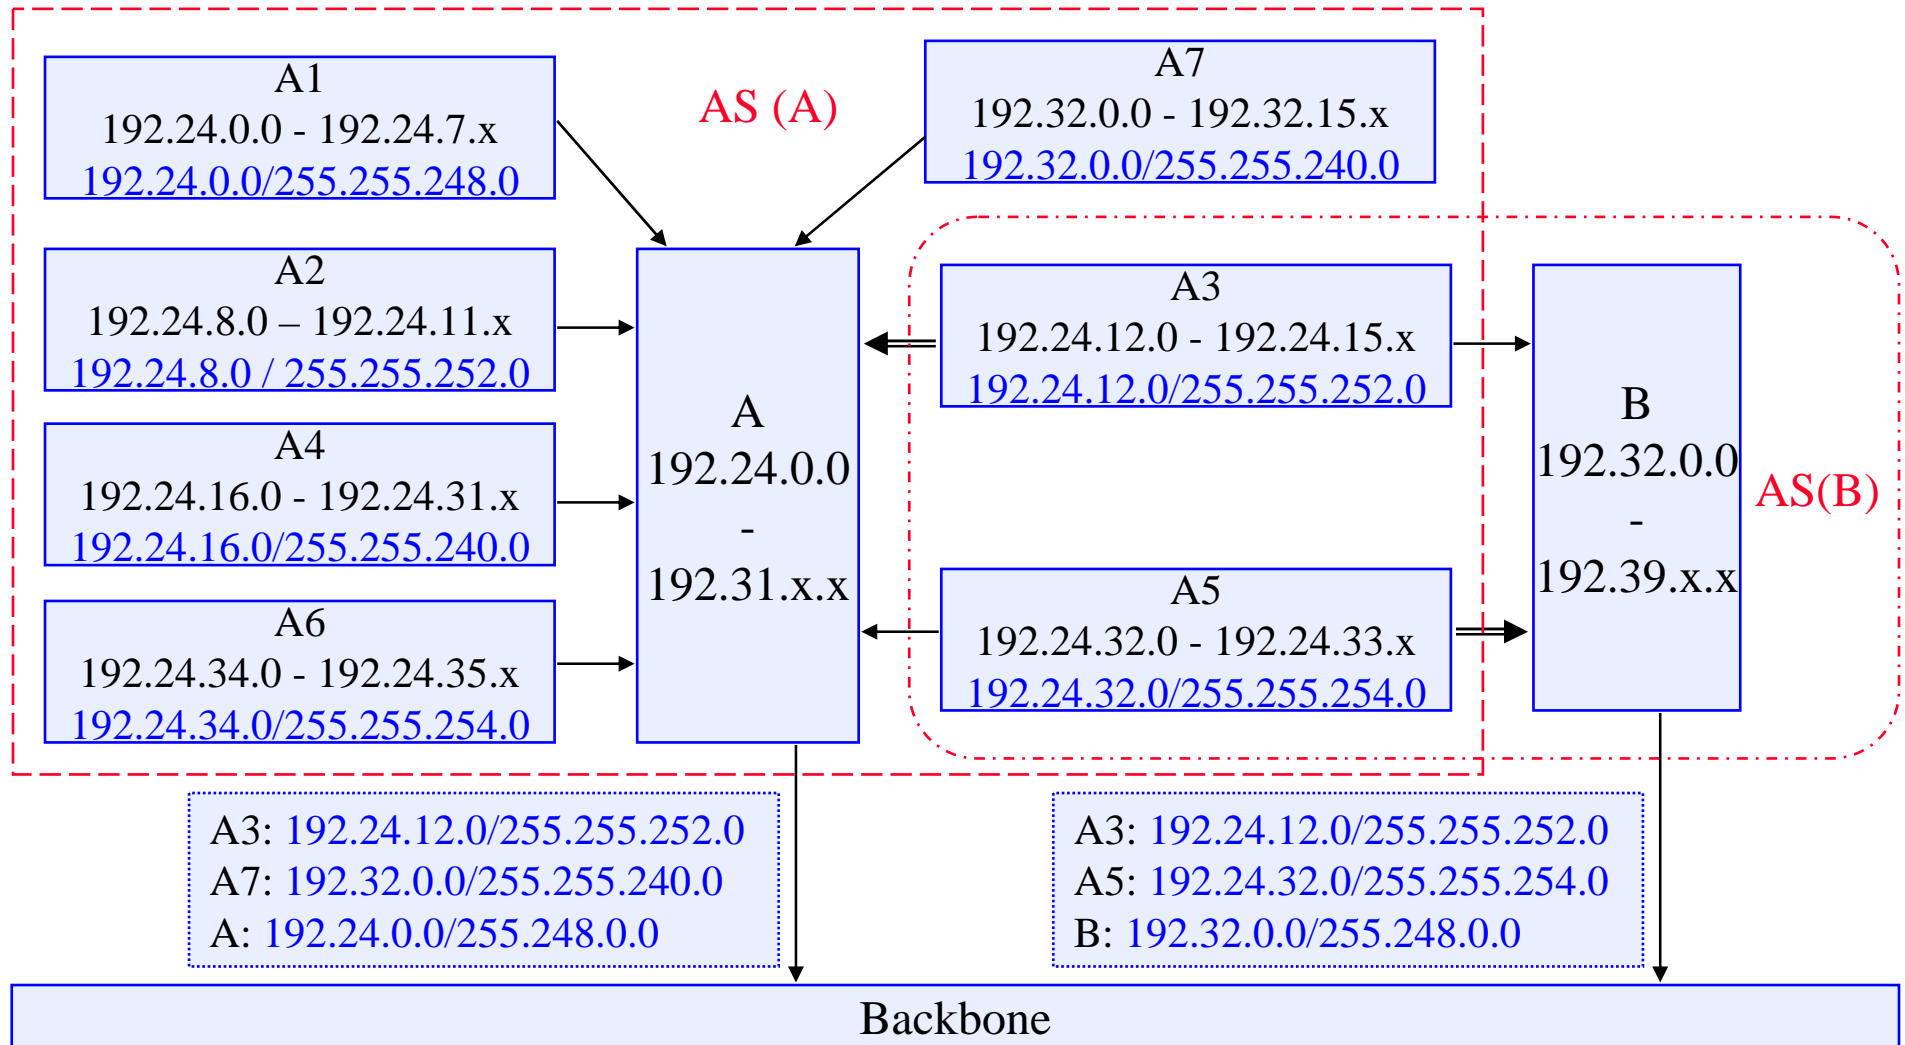 A1
192.24.0.0 - 192.24.7.x
192.24.0.0/255.255.248.0
AS (A)
A7
192.32.0.0 - 192.32.15.x
192.32.0.0/255.255.240.0
A2
192.24.8.0 – 192.24.11.x
192.24.8.0 / 255.255.252.0
A4
192.24.16.0 - 192.24.31.x
192.24.16.0/255.255.240.0
A6
192.24.34.0 - 192.24.35.x
192.24.34.0/255.255.254.0
A
192.24.0.0
-
192.31.x.x
A3
192.24.12.0 - 192.24.15.x
192.24.12.0/255.255.252.0
A5
192.24.32.0 - 192.24.33.x
192.24.32.0/255.255.254.0
B
192.32.0.0
-
192.39.x.x
AS(B)
A3: 192.24.12.0/255.255.252.0
A7: 192.32.0.0/255.255.240.0
A: 192.24.0.0/255.248.0.0
A3: 192.24.12.0/255.255.252.0
A5: 192.24.32.0/255.255.254.0
B: 192.32.0.0/255.248.0.0
Backbone